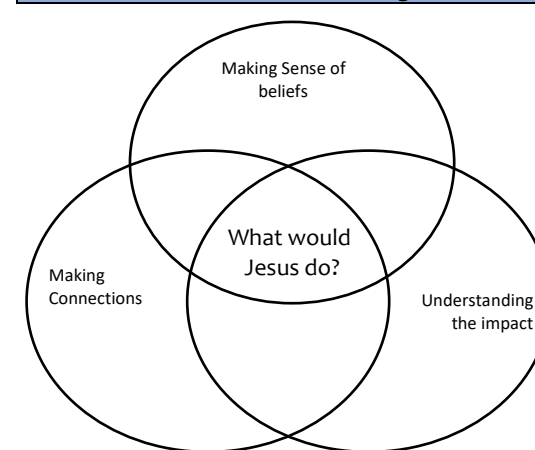 Making Sense of
beliefs
What would
Jesus do?
Making
Connections
Understanding
the impact